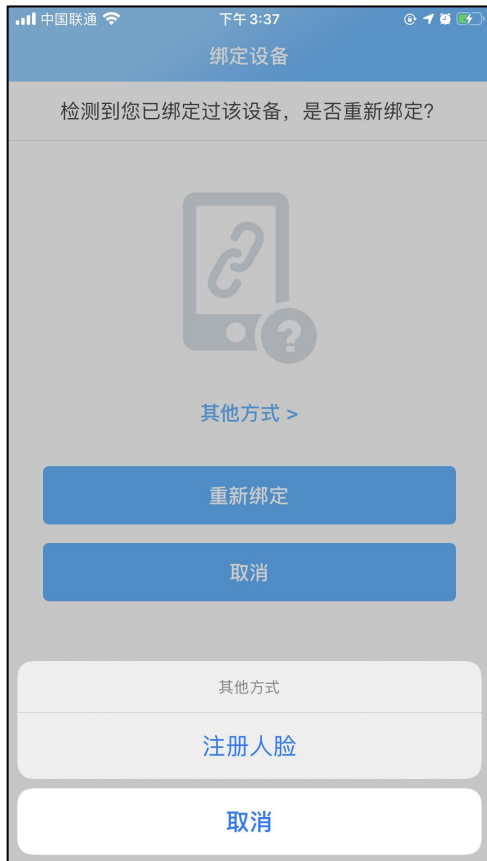 中国联通 下午 3:37
绑定设备
检测到您已绑定过该设备，是否重新绑定？
?
其他方式 >
重新绑定
取消
其他方式
注册人脸
取消